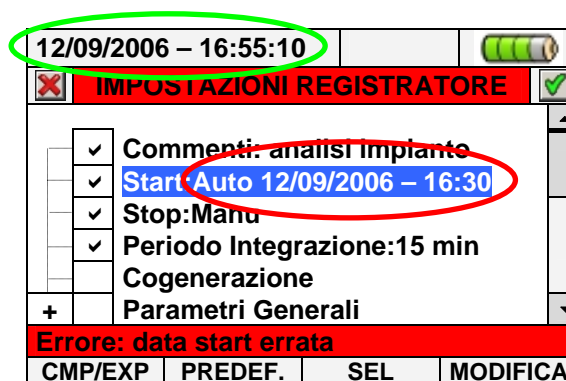 12/09/2006 – 16:55:10
IMPOSTAZIONI REGISTRATORE
Commenti: analisi impianto
Start:Auto 12/09/2006 – 16:30
Stop:Manu
Periodo Integrazione:15 min
Cogenerazione
+ Parametri Generali
Errore: data start errata
CMP/EXP PREDEF. SEL MODIFICA